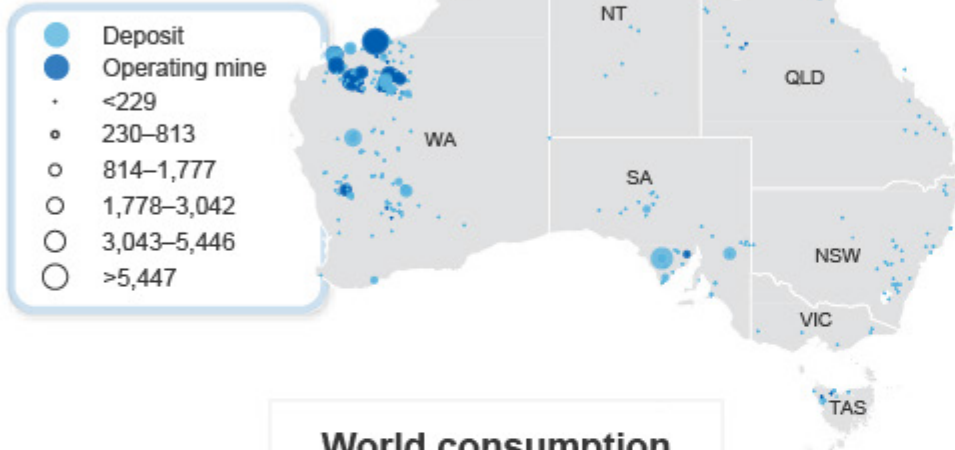 Deposit
Operating mine
<229
230–813
814–1,777
1,778–3,042
3,043–5,446
>5,447
NT
QLD
WA
SA
NSW
VIC
TAS
World consumption